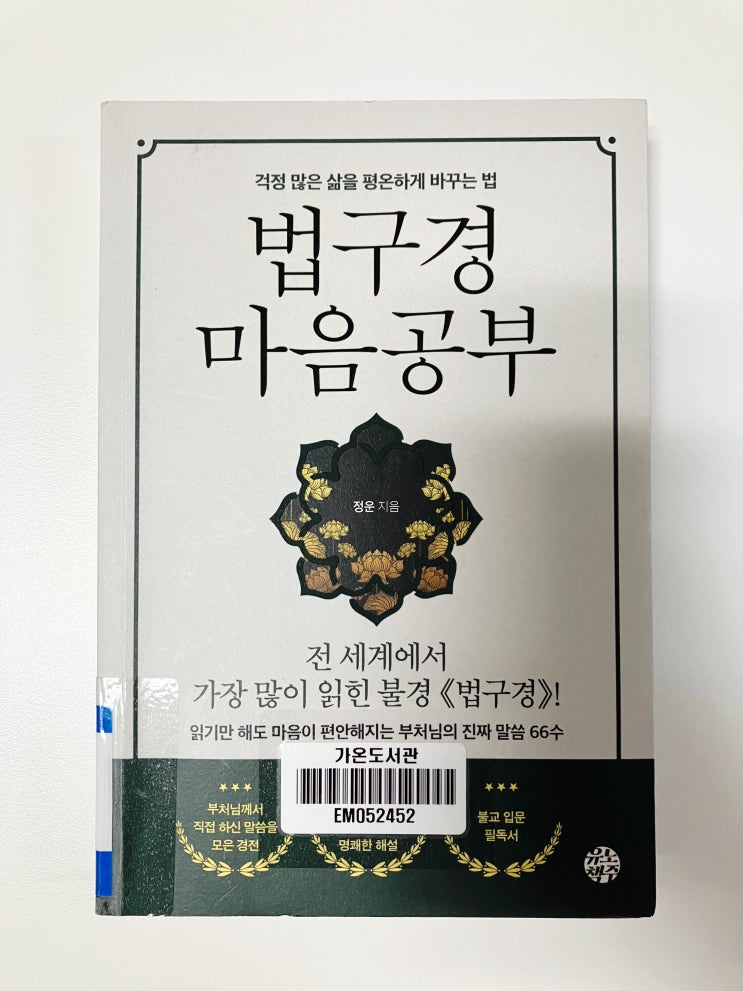 걱정 많은 삶을 평온하게 바꾸는 법
법구경
마음공부
정운 지음
전 세계에서
가장 많이 읽힌 불경 《법구경》!
읽기만 해도 마음이 편안해지는 부처님의 진짜 말씀 66수
가온도서관
EM052452
부처님께서
직접 하신 말씀을
모은 경전
명쾌한 해설
불교 입문
필독서
유노
책주